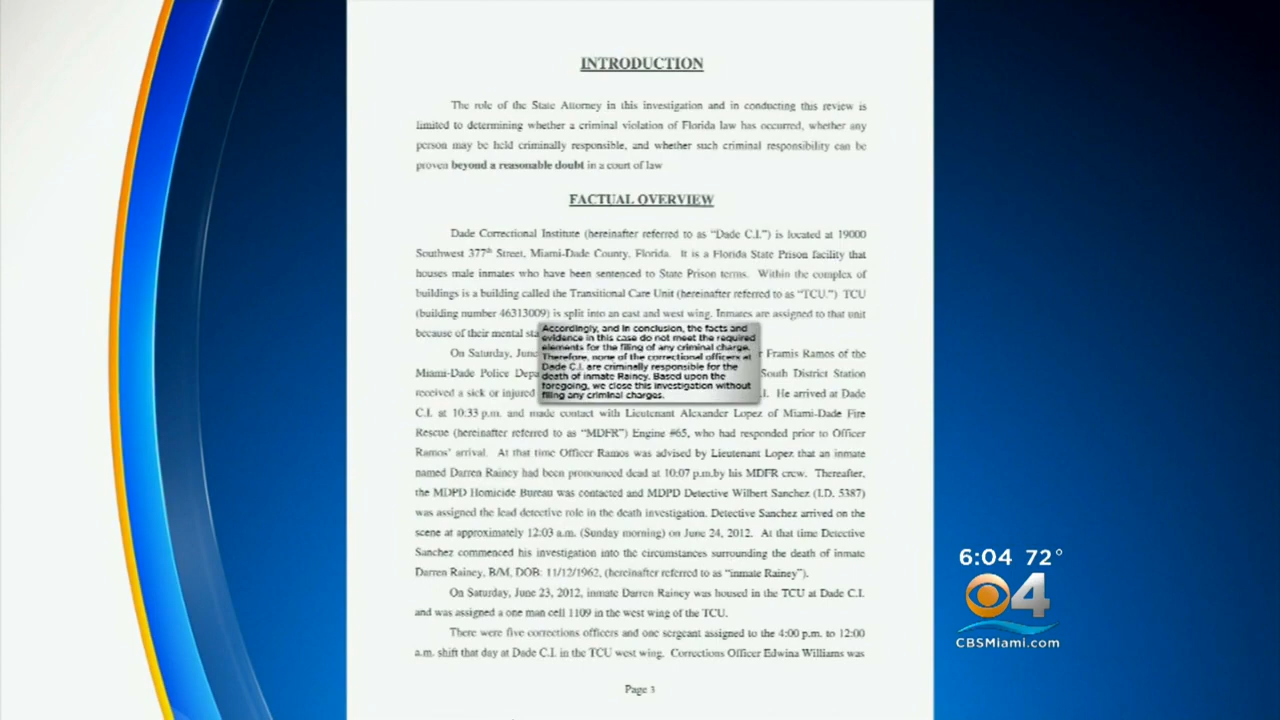 INTRODUCTION
The role of the State Attorney in this investigation and in conducting this review is
limited to determining whether a criminal violation of Florida law has occurred, whether any
person may be held criminally responsible, and whether such criminal responsibility can be
proven beyond a reasonable doubt in a court of law
FACTUAL OVERVIEW
Dade Correctional Institute (hereinafter referred to as “Dade C.I.”) is located at 19000
Southwest 377th Street, Miami-Dade County, Florida. It is a Florida State Prison facility that
houses male inmates who have been sentenced to State Prison terms. Within the complex of
buildings is a building called the Transitional Care Unit (hereinafter referred to as “TCU.”) TCU
(building number 46313009) is split into an east and west wing. Inmates are assigned to that unit
because of their mental
On Saturday, June
r Framis Ramos of the
Miami-Dade Police
South District Station
received a sick or injured
He arrived at Dade
Accordingly, and in conclusion, the facts and
evidence in this case do not meet the required
elements for the filing of any criminal charge.
Therefore, none of the correctional officers at
Dade C.I. are criminally responsible for the
death of inmate Rainey. Based upon the
foregoing, we close this investigation without
filing any criminal charges.
C.I. at 10:33 p.m. and made contact with Lieutenant Alexander Lopez of Miami-Dade Fire
Rescue (hereinafter referred to as “MDFR”) Engine #65, who had responded prior to Officer
Ramos’ arrival. At that time Officer Ramos was advised by Lieutenant Lopez that an inmate
named Darren Rainey had been pronounced dead at 10:07 p.m.by his MDFR crew. Thereafter,
the MDPD Homicide Bureau was contacted and MDPD Detective Wilbert Sanchez (I.D. 5387)
was assigned the lead detective role in the death investigation. Detective Sanchez arrived on the
scene at approximately 12:03 a.m. (Sunday morning) on June 24, 2012. At that time Detective
Sanchez commenced his investigation into the circumstances surrounding the death of inmate
Darren Rainey, B/M, DOB: 11/12/1962, (hereinafter referred to as “inmate Rainey”).
On Saturday, June 23, 2012, inmate Darren Rainey was housed in the TCU at Dade C.I.
and was assigned a one man cell 1109 in the west wing of the TCU.
There were five corrections officers and one sergeant assigned to the 4:00 p.m. to 12:00
a.m. shift that day at Dade C.I. in the TCU west wing. Corrections Officer Edwina Williams was
Page 3
6:04 72°
4
CBSMiami.com